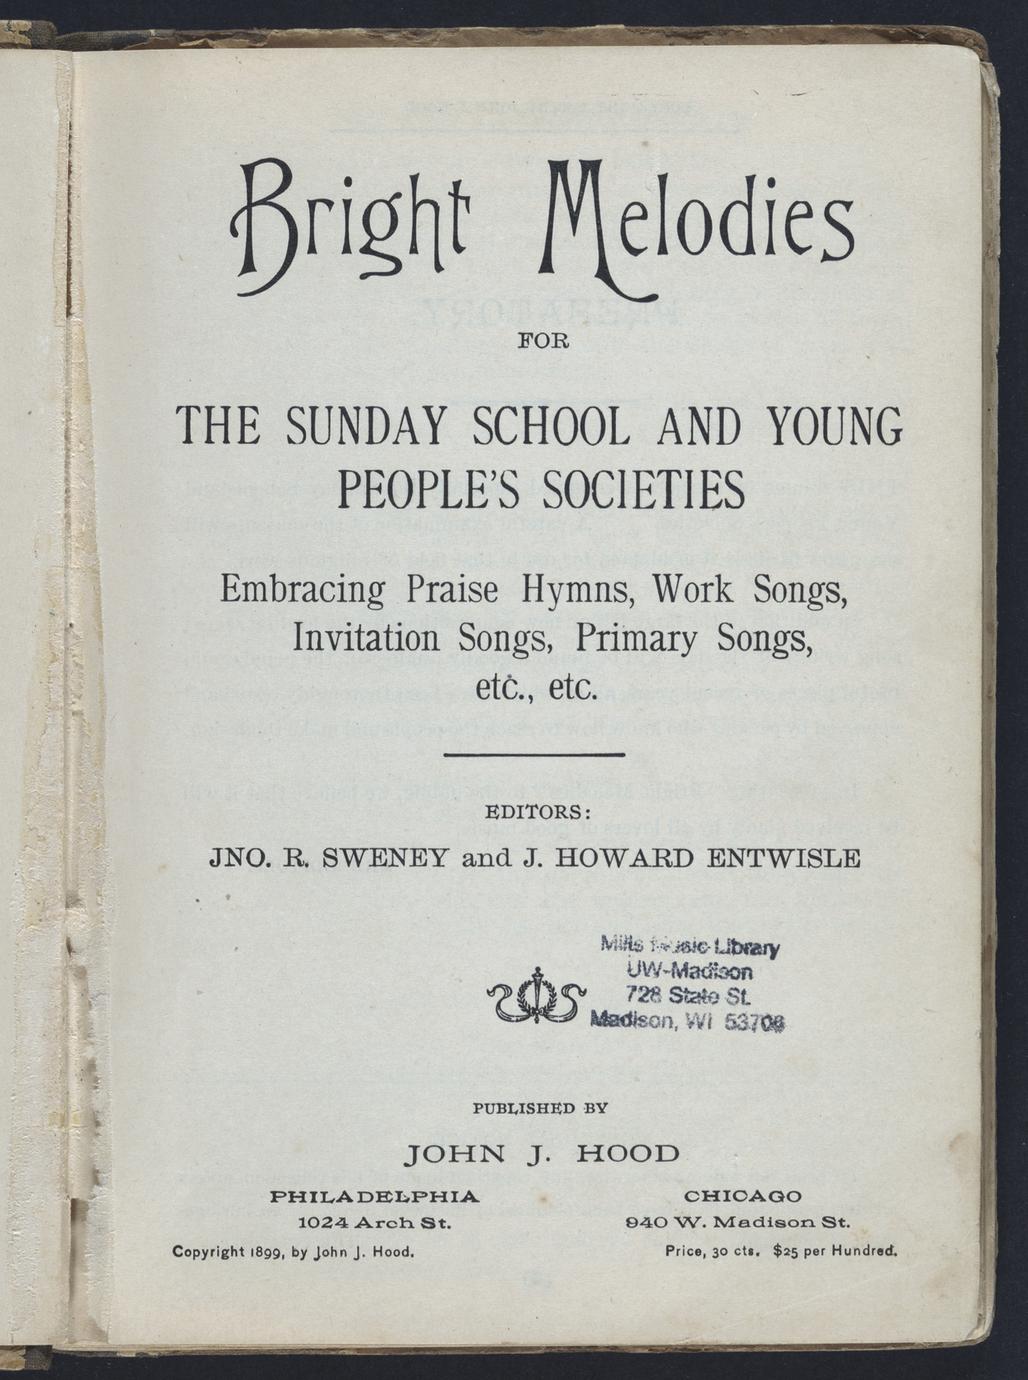 Bright Melodies
FOR
THE SUNDAY SCHOOL AND YOUNG
PEOPLE'S SOCIETIES
Embracing Praise Hymns, Work Songs,
Invitation Songs, Primary Songs,
etc., etc.
EDITORS:
JNO. R. SWENEY and J. HOWARD ENTWISLE
Mills Music Library
UW-Madison
728 State St.
Madison, WI 53706
PUBLISHED BY
JOHN J. HOOD
PHILADELPHIA
1024 Arch St.
CHICAGO
940 W. Madison St.
Copyright 1899, by John J. Hood.
Price, 30 cts. $25 per Hundred.